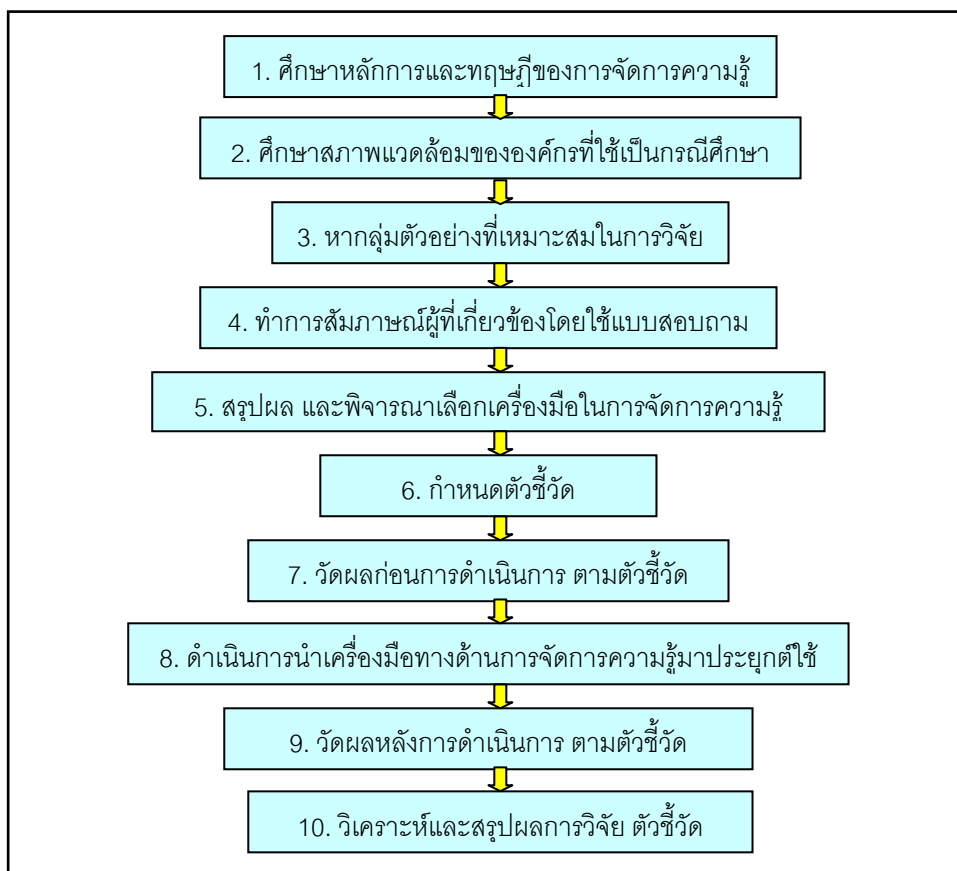 1. ศึกษาหลักการและทฤษฎีของการจัดการความรู้
2. ศึกษาสภาพแวดล้อมขององค์กรที่ใช้เป็นกรณีศึกษา
3. หากลุ่มตัวอย่างที่เหมาะสมในการวิจัย
4. ทำการสัมภาษณ์ผู้ที่เกี่ยวข้องโดยใช้แบบสอบถาม
5. สรุปผล และพิจารณาเลือกเครื่องมือในการจัดการความรู้
6. กำหนดตัวชี้วัด
7. วัดผลก่อนการดำเนินการ ตามตัวชี้วัด
8. ดำเนินการนำเครื่องมือทางด้านการจัดการความรู้มาประยุกต์ใช้
9. วัดผลหลังการดำเนินการ ตามตัวชี้วัด
10. วิเคราะห์และสรุปผลการวิจัย ตัวชี้วัด